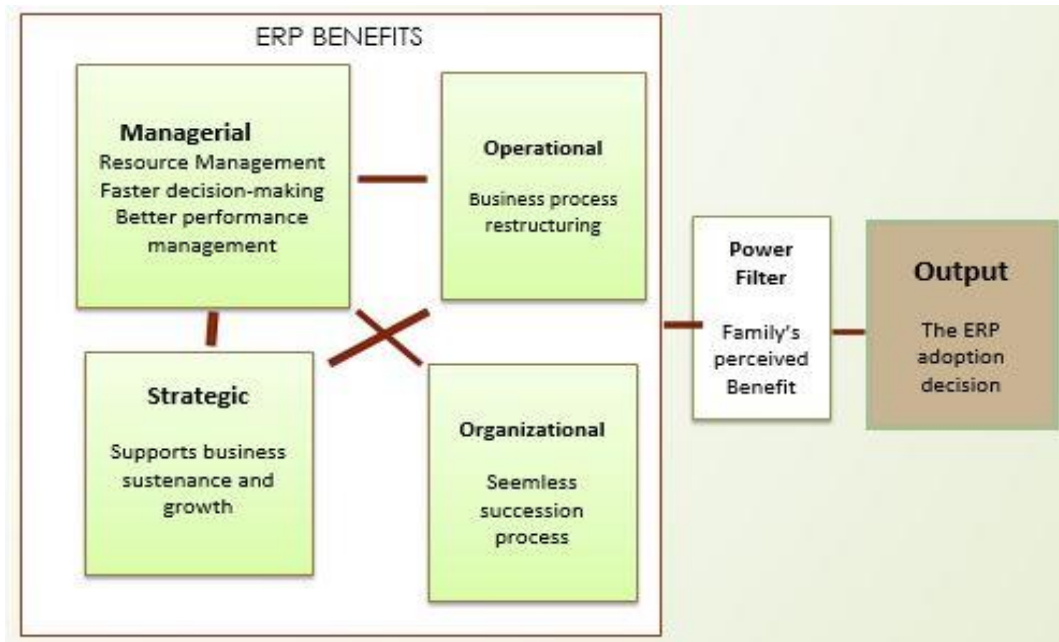 ERP BENEFITS
Managerial
Resource Management
Faster decision-making
Better performance
management
Operational
Business process
restructuring
Strategic
Supports business
sustenance and
growth
Organizational
Seemless
succession
process
Power
Filter
Family's
perceived
Benefit
Output
The ERP
adoption
decision